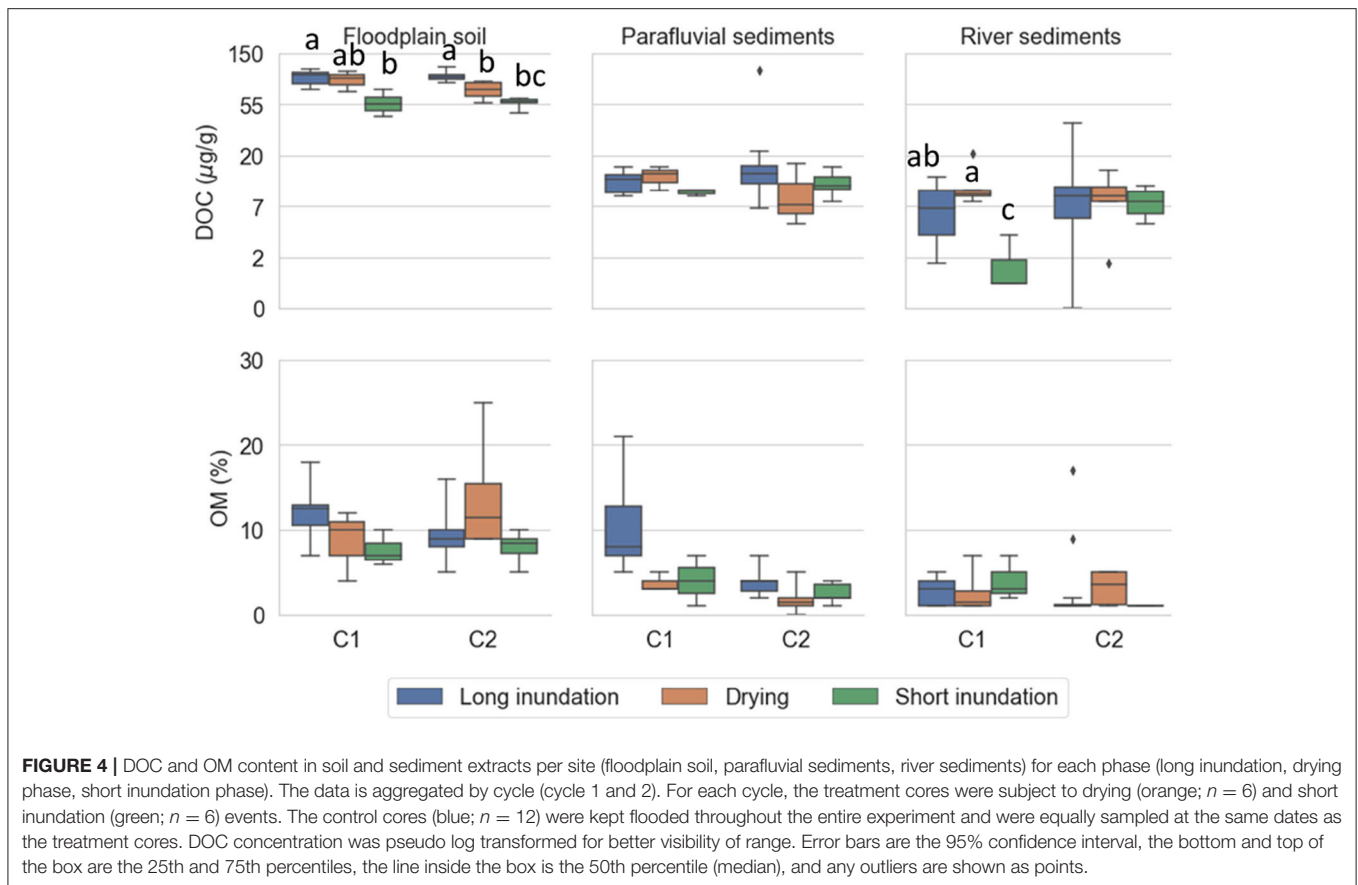 Floodplain soil
Parafluvial sediments
River sediments
DOC (µg/g)
150
55
20
7
2
0
a
ab
b
a
b
bc
ab
a
c
OM (%)
30
20
10
0
C1
C2
C1
C2
C1
C2
Long inundation
Drying
Short inundation
FIGURE 4 | DOC and OM content in soil and sediment extracts per site (floodplain soil, parafluvial sediments, river sediments) for each phase (long inundation, drying
phase, short inundation phase). The data is aggregated by cycle (cycle 1 and 2). For each cycle, the treatment cores were subject to drying (orange; n = 6) and short
inundation (green; n = 6) events. The control cores (blue; n = 12) were kept flooded throughout the entire experiment and were equally sampled at the same dates as
the treatment cores. DOC concentration was pseudo log transformed for better visibility of range. Error bars are the 95% confidence interval, the bottom and top of
the box are the 25th and 75th percentiles, the line inside the box is the 50th percentile (median), and any outliers are shown as points.